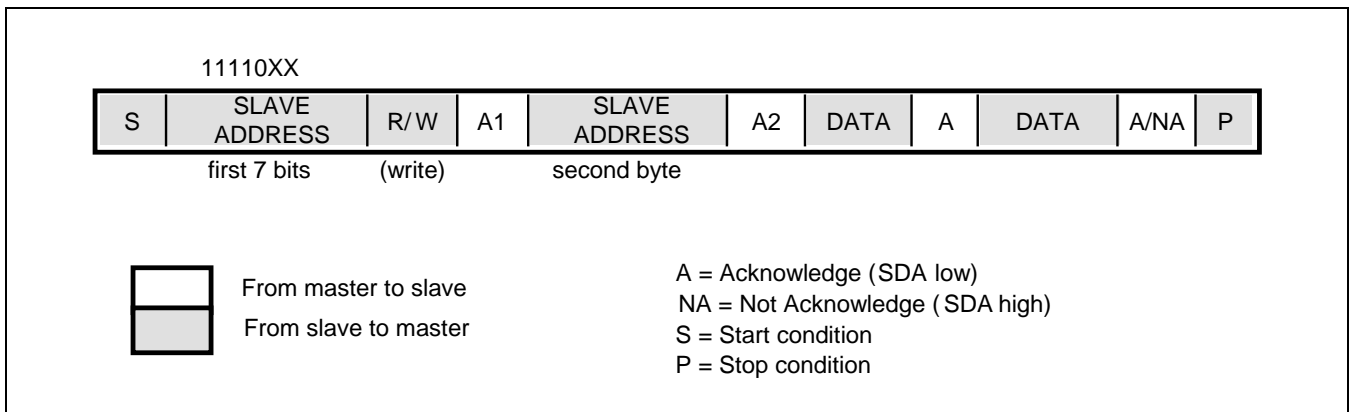 11110XX
S SLAVE ADDRESS R/W A1 SLAVE ADDRESS A2 DATA A DATA A/NA P
first 7 bits (write) second byte
From master to slave
From slave to master
A = Acknowledge (SDA low)
NA = Not Acknowledge (SDA high)
S = Start condition
P = Stop condition